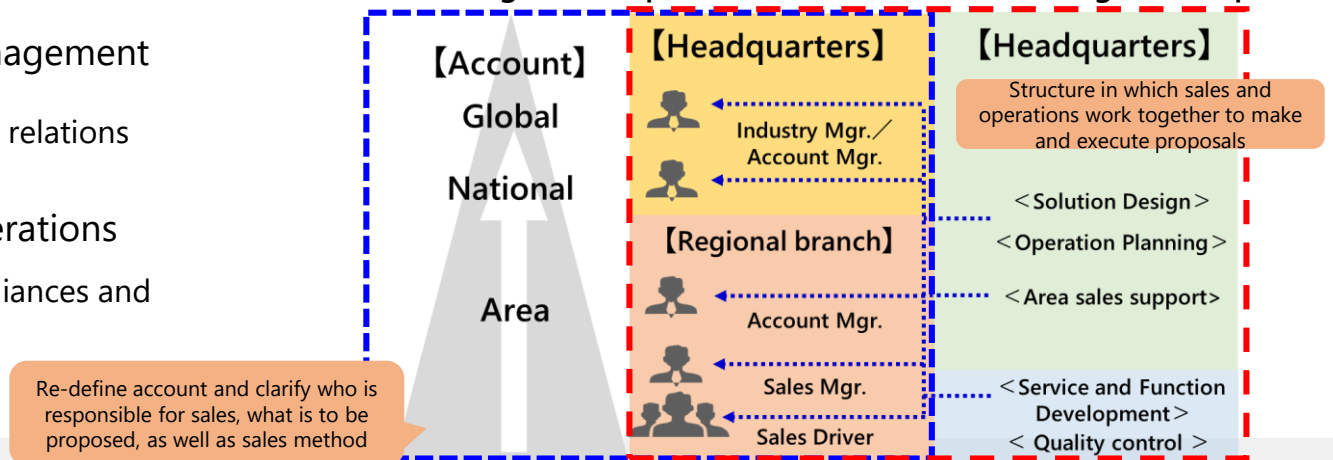 agement
relations
erations
iances and
【Account】
Global
National
Area
【Headquarters】
Industry Mgr.／
Account Mgr.
【Regional branch】
Account Mgr.
Sales Mgr.
Sales Driver
【Headquarters】
Structure in which sales and
operations work together to make
and execute proposals
＜Solution Design＞
＜Operation Planning＞
＜Area sales support>
＜Service and Function
Development＞
＜ Quality control ＞
Re-define account and clarify who is
responsible for sales, what is to be
proposed, as well as sales method